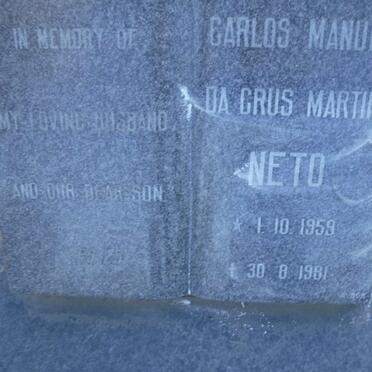 IN MEMORY OF
MY LOVING HUSBAND
AND OUR DEAR SON
CARLOS MANU
DA CRUS MARTI
NETO
* 1 . 10 . 1959
† 30 . 8 . 1981